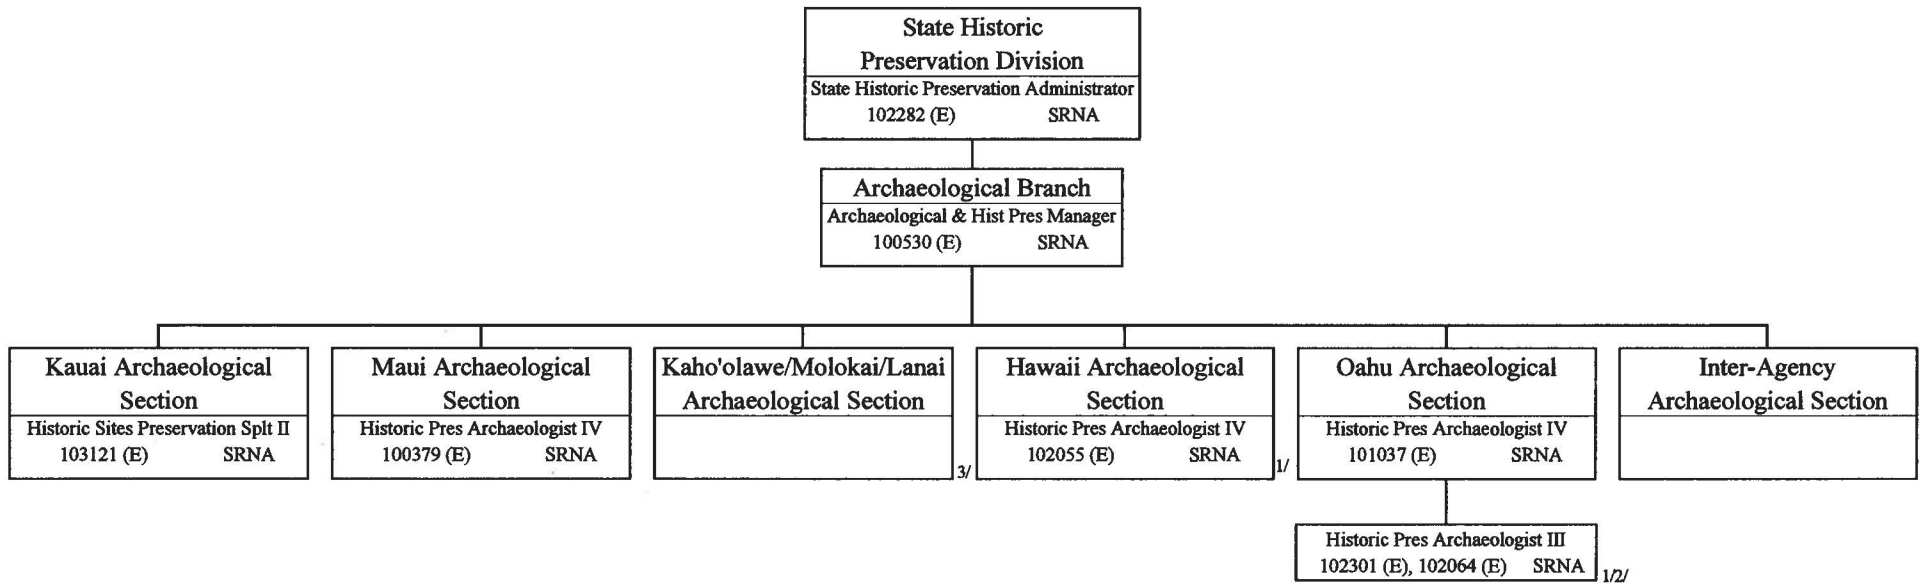 State Historic
Preservation Division
State Historic Preservation Administrator
102282 (E) SRNA
Archaeological Branch
Archaeological & Hist Pres Manager
100530 (E) SRNA
Kauai Archaeological
Section
Historic Sites Preservation Splt II
103121 (E) SRNA
Maui Archaeological
Section
Historic Pres Archaeologist IV
100379 (E) SRNA
Kaho'olawe/Molokai/Lanai
Archaeological Section
3/
Hawaii Archaeological
Section
Historic Pres Archaeologist IV
102055 (E) SRNA
1/
Oahu Archaeological
Section
Historic Pres Archaeologist IV
101037 (E) SRNA
Inter-Agency
Archaeological Section
Historic Pres Archaeologist III
102301 (E), 102064 (E) SRNA
1/2/